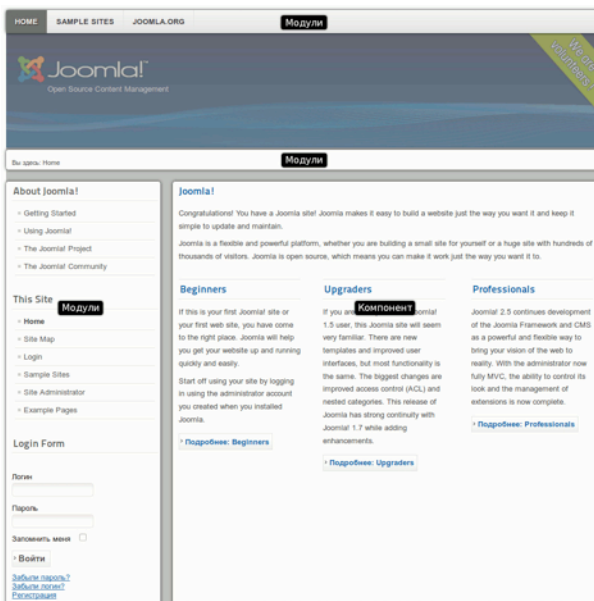 HOME SAMPLE SITES JOOMLA.ORG Модули
Joomla!
Open Source Content Management
We are
volunteers
Вы здесь: Home Модули
About Joomla!
Getting Started
Using Joomla!
The Joomla! Project
The Joomla! Community
This Site
Модули
Home
Site Map
Login
Sample Sites
Site Administrator
Example Pages
Login Form
Логин
Пароль
Запомнить меня
Войти
Забыли пароль?
Забыли логин?
Регистрация
Joomla!
Congratulations! You have a Joomla site! Joomla makes it easy to build a website just the way you want it and keep it
simple to update and maintain.
Joomla is a flexible and powerful platform, whether you are building a small site for yourself or a huge site with hundreds of
thousands of visitors. Joomla is open source, which means you can make it work just the way you want it to.
Beginners
If this is your first Joomla! site or
your first web site, you have come
to the right place. Joomla will help
you get your website up and running
quickly and easily.
Start off using your site by logging
in using the administrator account
you created when you installed
Joomla.
Подробнее: Beginners
Upgraders
Компонент
If you are
1.5 user, this Joomla site will seem
very familiar. There are new
templates and improved user
interfaces, but most functionality is
the same. The biggest changes are
improved access control (ACL) and
nested categories. This release of
Joomla has strong continuity with
Joomla! 1.7 while adding
enhancements.
Подробнее: Upgraders
Professionals
Joomla! 2.5 continues development
of the Joomla Framework and CMS
as a powerful and flexible way to
bring your vision of the web to
reality. With the administrator now
fully MVC, the ability to control its
look and the management of
extensions is now complete.
Подробнее: Professionals